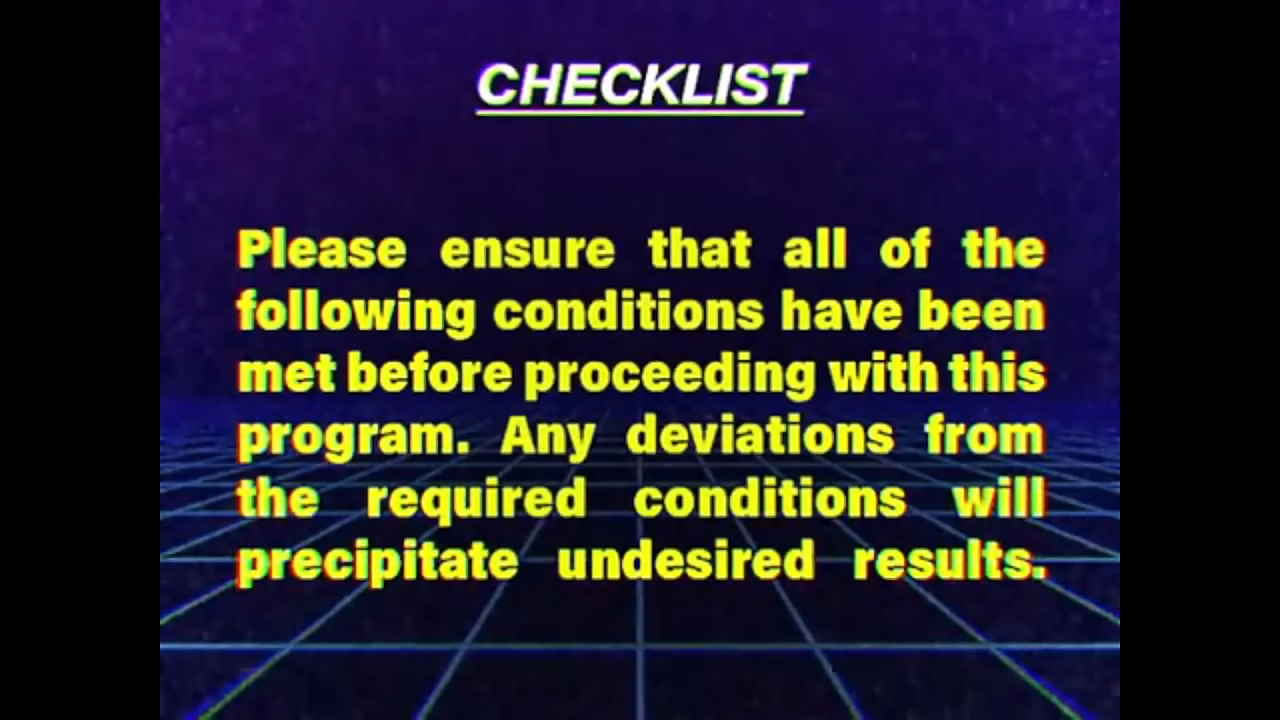 CHECKLIST
Please ensure that all of the
following conditions have been
met before proceeding with this
program. Any deviations from
the required conditions will
precipitate undesired results.